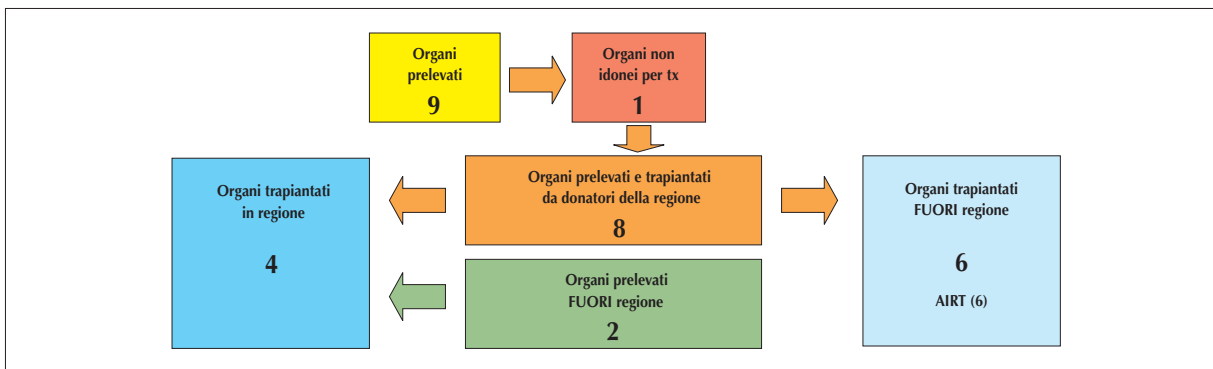 Organi
prelevati
9
Organi non
idonei per tx
1
Organi trapiantati
in regione
4
Organi prelevati e trapiantati
da donatori della regione
8
Organi prelevati
FUORI regione
2
Organi trapiantati
FUORI regione
6
AIRT (6)